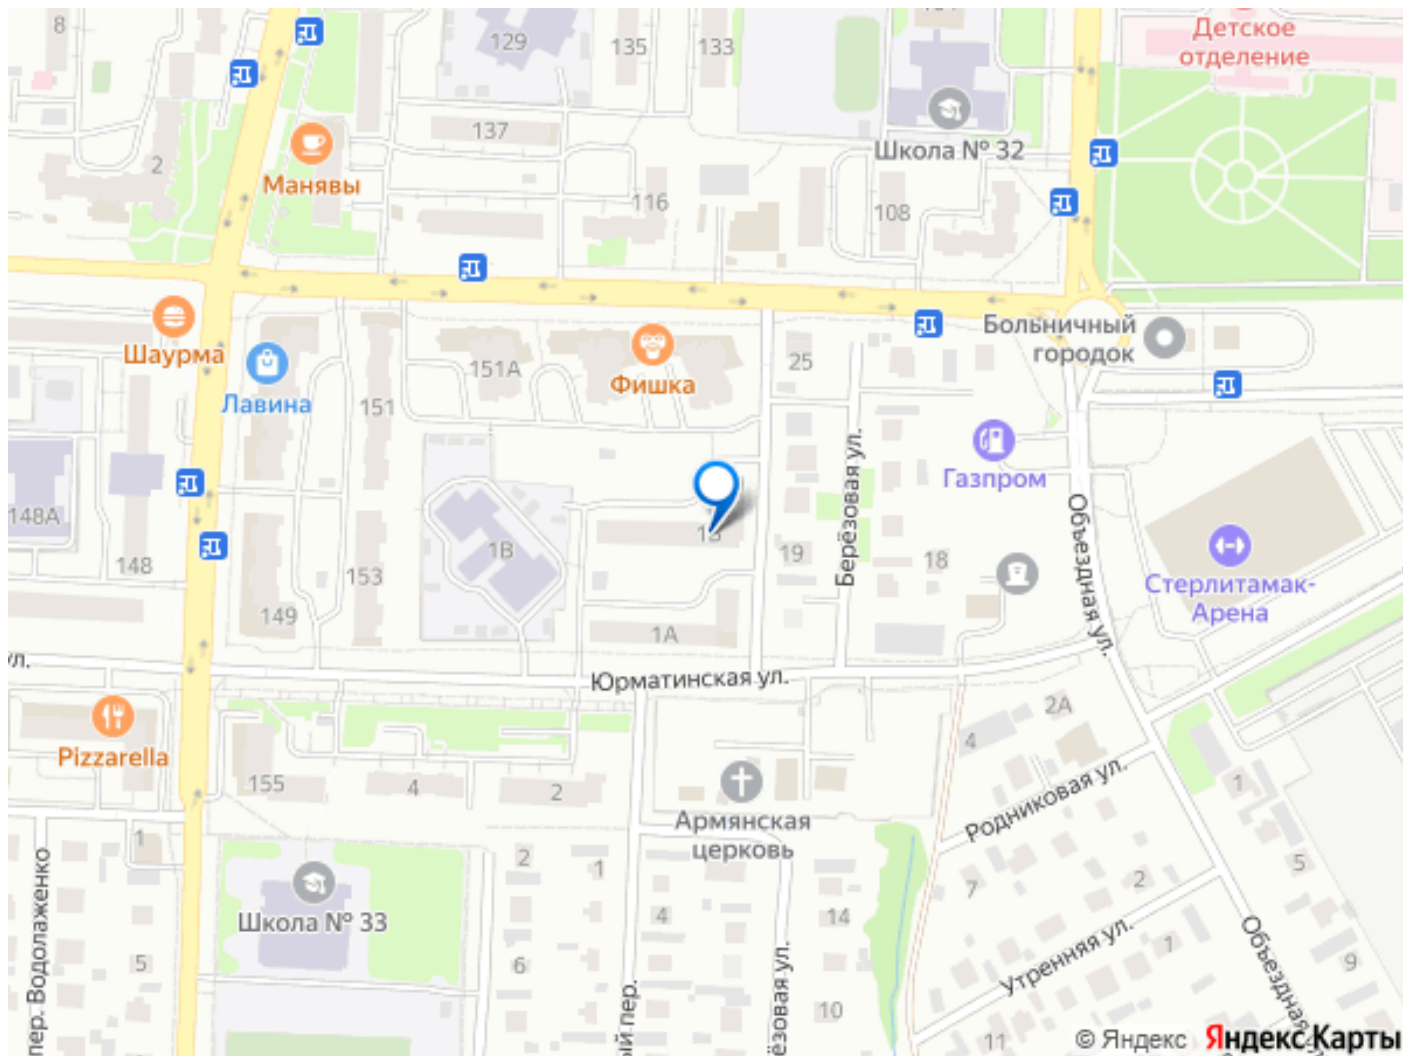 8
129
135
133
Детское
отделение
137
Школа № 32
2
Манявы
116
108
Шаурма
Больничный
городок
151А
Фишка
25
Лавина
151
Берёзовая ул.
Газпром
148А
1В
19
18
Объездная ул.
148
153
149
1А
Стерлитамак-
Арена
Юрматинская ул.
Pizzarella
155
4
2
2А
4
Родниковая ул.
1
Армянская
церковь
1
2
1
5
Школа № 33
4
14
7
2
Утренняя ул.
1
Объездная
9
пер. Водолаженко
5
6
10
11
© Яндекс Яндекс Карты